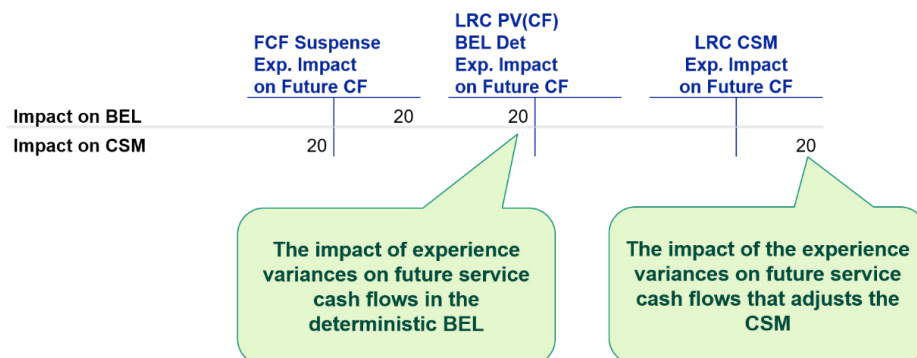 FCF Suspense
Exp. Impact
on Future CF
LRC PV(CF)
BEL Det
Exp. Impact
on Future CF
LRC CSM
Exp. Impact
on Future CF
Impact on BEL 20 20
Impact on CSM 20 20
The impact of experience
variances on future service
cash flows in the
deterministic BEL
The impact of the experience
variances on future service
cash flows that adjusts the
CSM